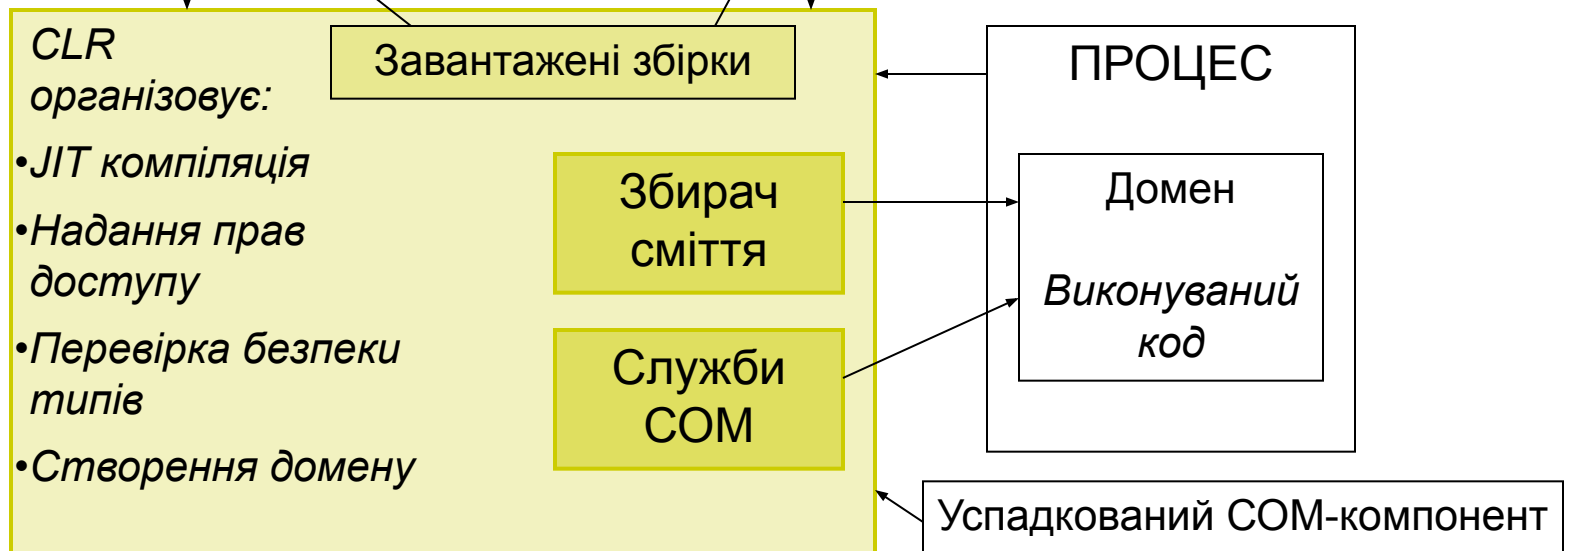 CLR
організовує:
•JIT компіляція
•Надання прав
доступу
•Перевірка безпеки
типів
•Створення домену
Завантажені збірки
Збирач
сміття
Служби
COM
ПРОЦЕС
Домен
Виконуваний
код
Успадкований COM-компонент